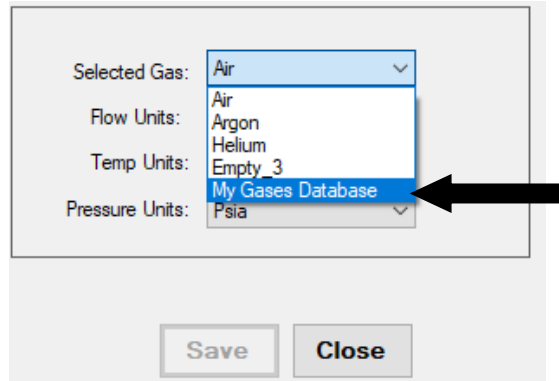 Selected Gas: Air
Air
Flow Units:
Argon
Helium
Temp Units:
Empty_3
My Gases Database
Pressure Units: Psia
Save Close